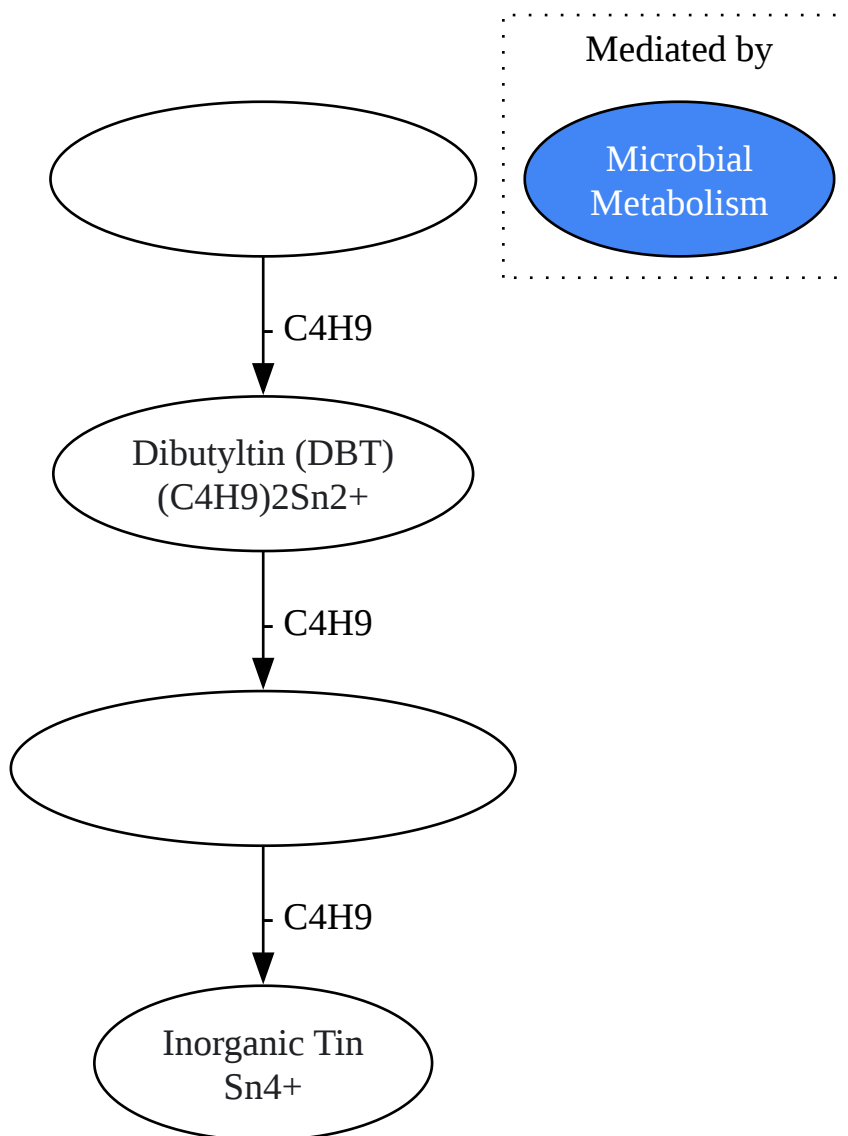 Mediated by
Microbial
Metabolism
- C4H9
Dibutyltin (DBT)
(C4H9)2Sn2+
- C4H9
- C4H9
Inorganic Tin
Sn4+